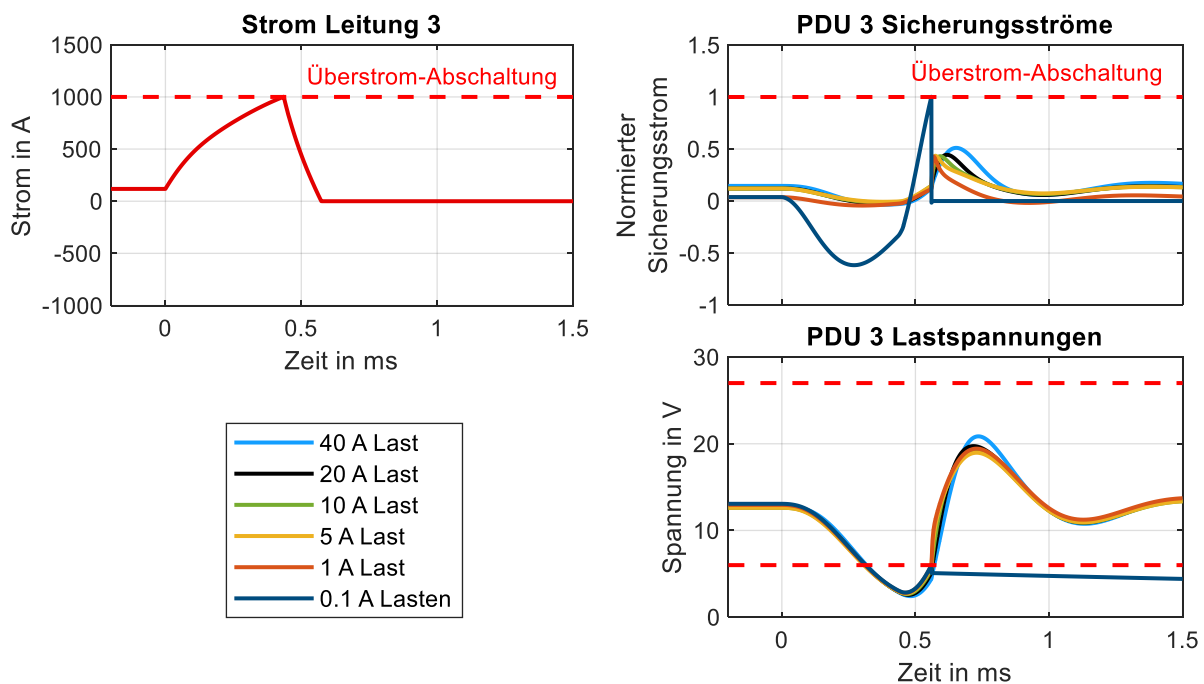 Strom Leitung 3
1500
1000
500
0
-500
-1000
Strom in A
Überstrom-Abschaltung
0
0.5
1
1.5
Zeit in ms
PDU 3 Sicherungsströme
1.5
1
0.5
0
-0.5
-1
Normierter
Sicherungsstrom
Überstrom-Abschaltung
PDU 3 Lastspannungen
30
20
10
0
Spannung in V
0
0.5
1
1.5
Zeit in ms
40 A Last
20 A Last
10 A Last
5 A Last
1 A Last
0.1 A Lasten